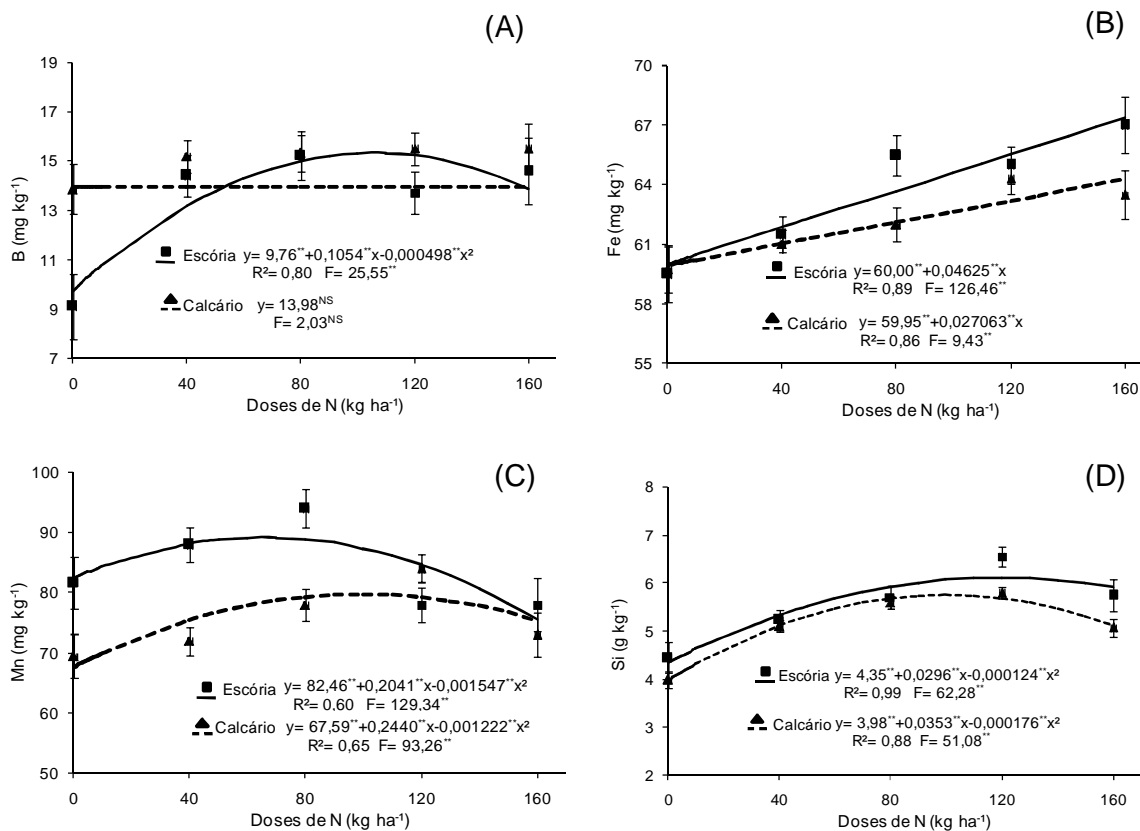 (A)
19
17
15
13
11
9
7
B (mg kg⁻¹)
Escória y= 9,76**+0,1054**x-0,000498**x²
R²= 0,80 F= 25,55**
Calcário y= 13,98ᴺˢ
F= 2,03ᴺˢ
0 40 80 120 160
Doses de N (kg ha⁻¹)
(B)
70
67
64
61
58
55
Fe (mg kg⁻¹)
Escória y= 60,00**+0,04625**x
R²= 0,89 F= 126,46**
Calcário y= 59,95**+0,027063**x
R²= 0,86 F= 9,43**
0 40 80 120 160
Doses de N (kg ha⁻¹)
(C)
100
90
80
70
60
50
Mn (mg kg⁻¹)
Escória y= 82,46**+0,2041**x-0,001547**x²
R²= 0,60 F= 129,34**
Calcário y= 67,59**+0,2440**x-0,001222**x²
R²= 0,65 F= 93,26**
0 40 80 120 160
Doses de N (kg ha⁻¹)
(D)
8
7
6
5
4
3
2
Si (g kg⁻¹)
Escória y= 4,35**+0,0296**x-0,000124**x²
R²= 0,99 F= 62,28**
Calcário y= 3,98**+0,0353**x-0,000176**x²
R²= 0,88 F= 51,08**
0 40 80 120 160
Doses de N (kg ha⁻¹)